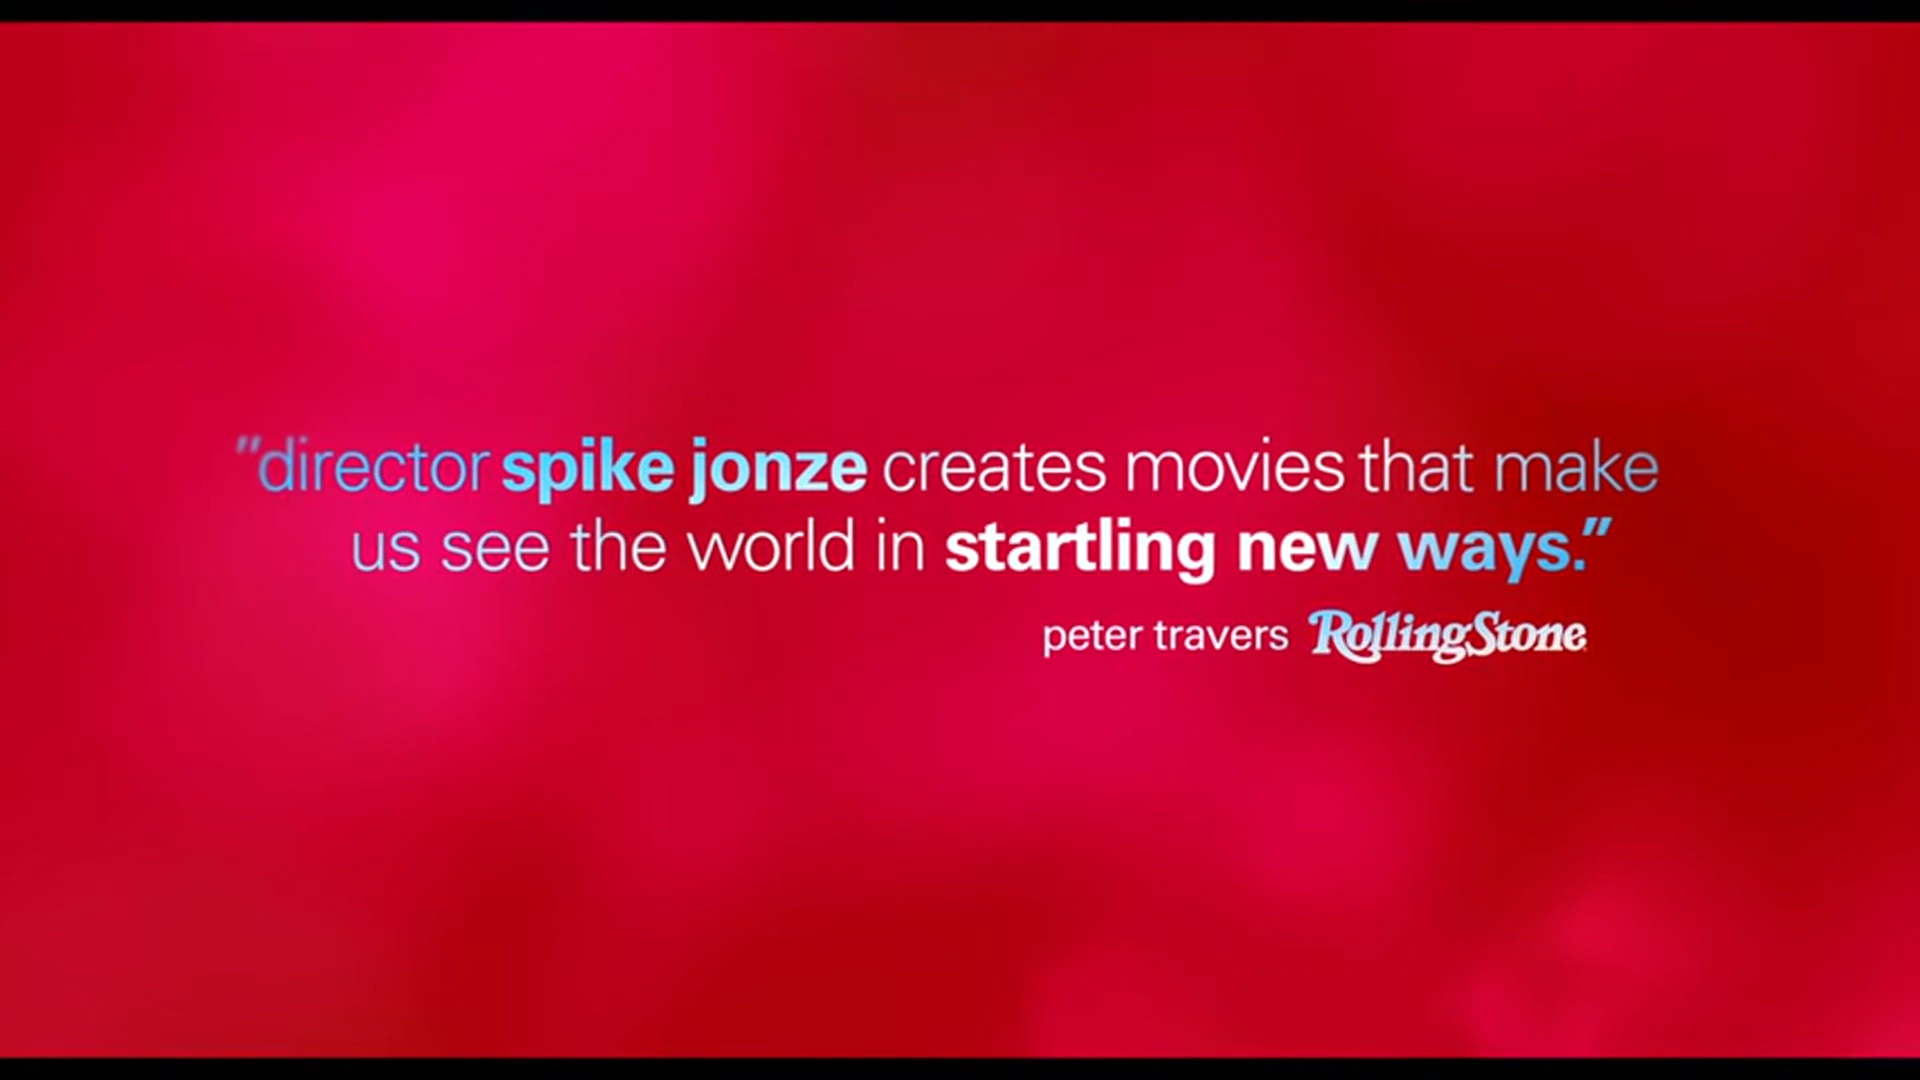 "director spike jonze creates movies that make
us see the world in startling new ways."
peter travers RollingStone